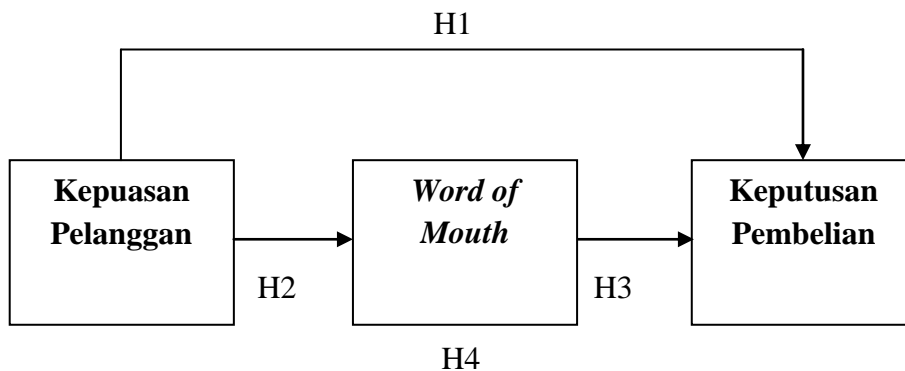 H1
Kepuasan
Pelanggan
Word of
Mouth
Keputusan
Pembelian
H2
H3
H4